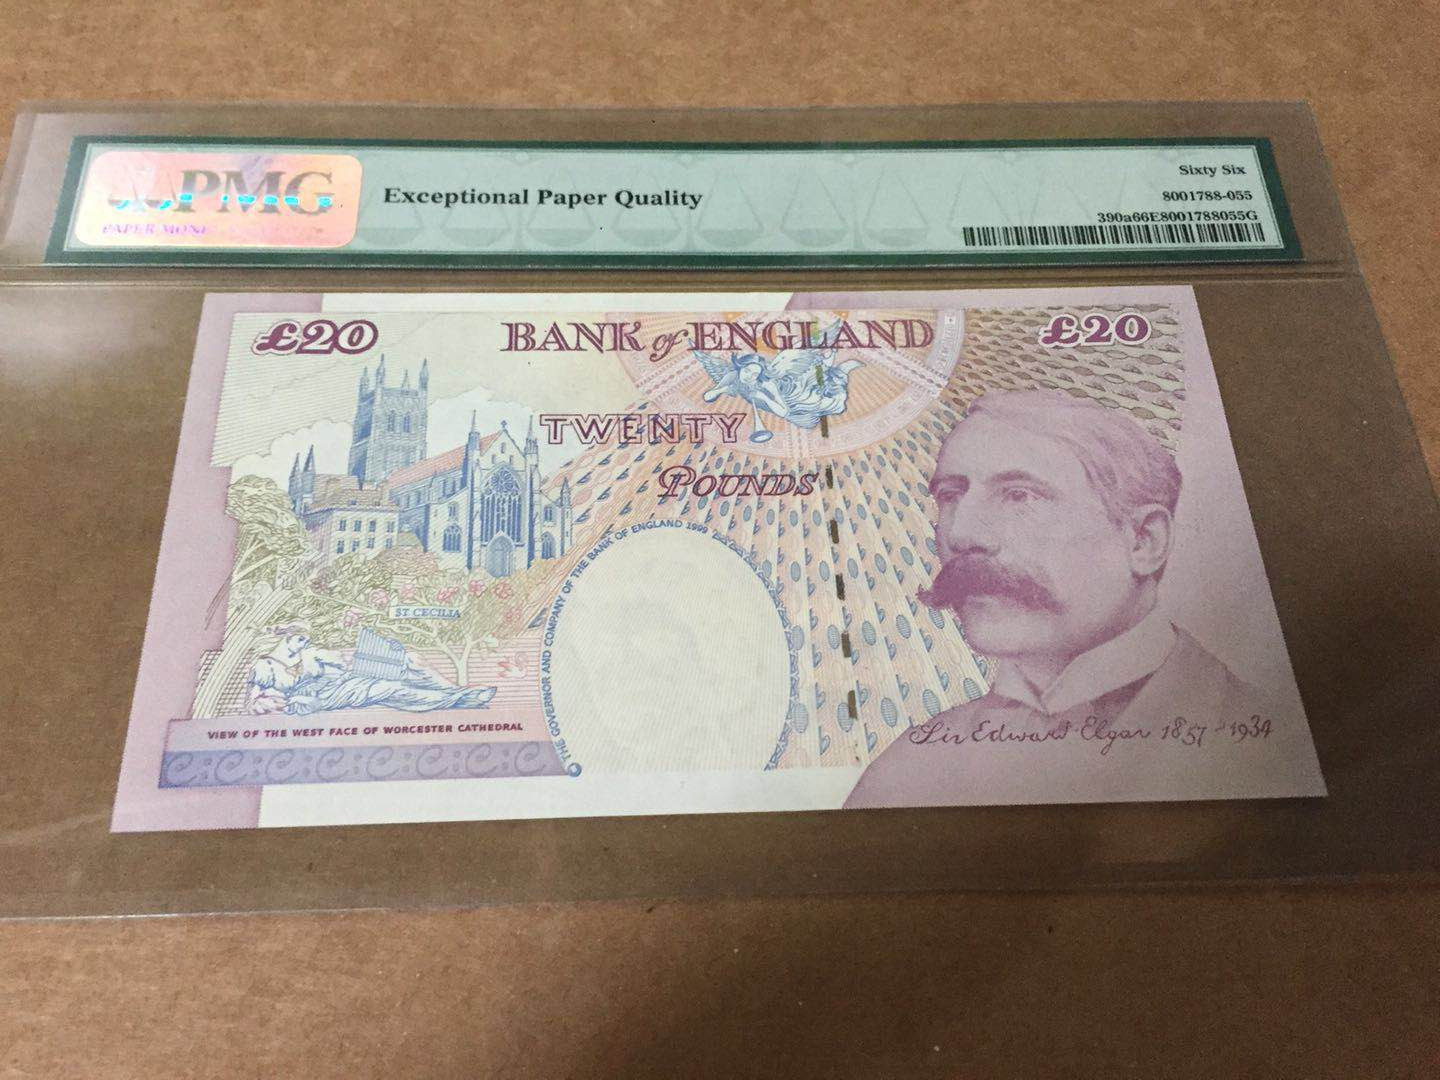 PMG
PAPER MONE
Exceptional Paper Quality
Sixty Six
8001788-055
390a66E8001788055G
£20
BANK of ENGLAND
£20
TWENTY
POUNDS
THE GOVERNOR AND COMPANY OF THE BANK OF ENGLAND 1999
ST CECILIA
VIEW OF THE WEST FACE OF WORCESTER CATHEDRAL
Sir Edward Elgar 1857-1934